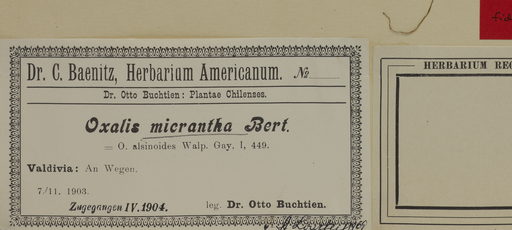 Dr. C. Baenitz, Herbarium Americanum. №
Dr. Otto Buchtien: Plantae Chilenses.
Oxalis micrantha Bert.
= O. alsinoides Walp. Gay. 1, 449.
Valdivia: An Wegen.
7/11. 1903.
Zugegangen IV. 1904.
leg. Dr. Otto Buchtien.
HERBARIUM